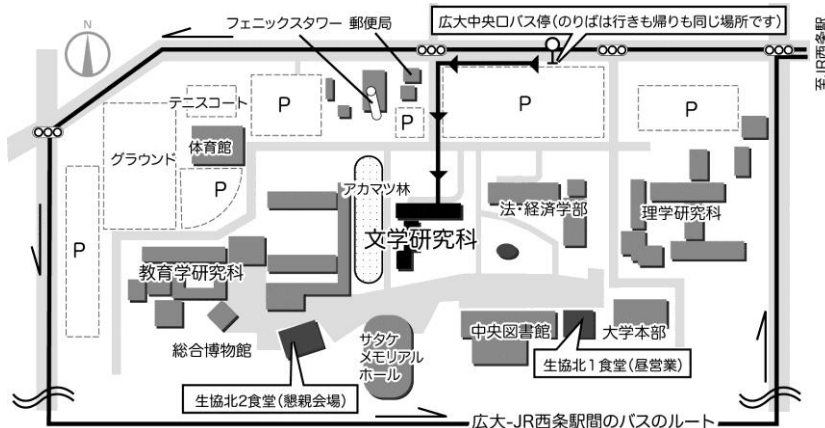 フェニックスタワー
郵便局
広大中央口バス停(のりばは行きも帰りも同じ場所です)
至JR西条駅
N
テニスコート
P
P
P
P
グラウンド
体育館
P
P
アカマツ林
文学研究科
法・経済学部
理学研究科
教育学研究科
総合博物館
サタケ
メモリアル
ホール
中央図書館
大学本部
生協北1食堂(昼営業)
生協北2食堂(懇親会場)
広大-JR西条駅間のバスのルート